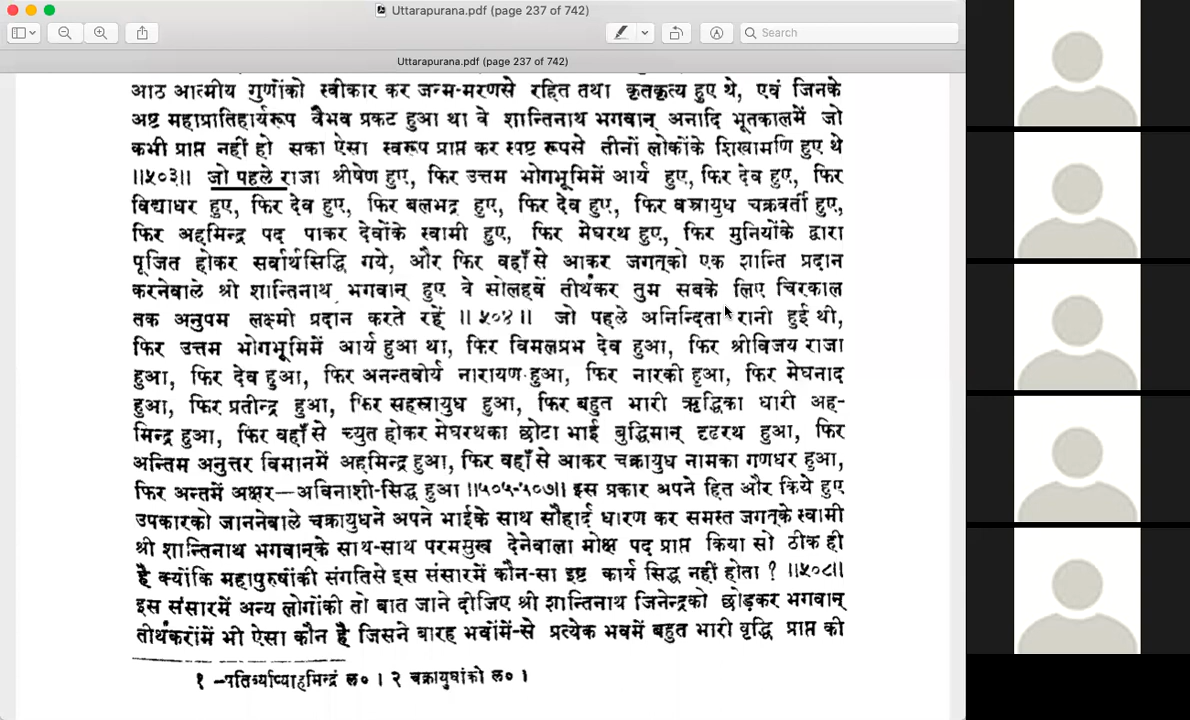 Uttarapurana.pdf (page 237 of 742)
Search
Uttarapurana.pdf (page 237 of 742)
आठ आत्मीय गुणोंको स्वीकार कर जन्म-मरणसे रहित तथा कृतकृत्य हुए थे, एवं जिनके
अष्ट महाप्रातिहार्यरूप वैभव प्रकट हुआ था वे शान्तिनाथ भगवान् अनादि भूतकालमें जो
कभी प्राप्त नहीं हो सका ऐसा स्वरूप प्राप्त कर स्पष्ट रूपसे तीनों लोकोंके शिखामणि हुए थे
॥५०३॥ जो पहले राजा श्रीषेण हुए, फिर उत्तम भोगभूमिमें आर्य हुए, फिर देव हुए, फिर
विद्याधर हुए, फिर देव हुए, फिर बलभद्र हुए, फिर देव हुए, फिर वज्रायुध चक्रवर्ती हुए,
फिर अहमिन्द्र पद पाकर देवोंके स्वामी हुए, फिर मेघरथ हुए, फिर मुनियोंके द्वारा
पूजित होकर सर्वार्थसिद्धि गये, और फिर वहाँसे आकर जगत्को एक शान्ति प्रदान
करनेवाले श्री शान्तिनाथ भगवान् हुए वे सोलहवें तीर्थंकर तुम सबके लिए चिरकाल
तक अनुपम लक्ष्मी प्रदान करते रहें ॥५०४॥ जो पहले अनिन्दिता रानी हुई थी,
फिर उत्तम भोगभूमिमें आर्य हुआ था, फिर विमलप्रभ देव हुआ, फिर श्रीविजय राजा
हुआ, फिर देव हुआ, फिर अनन्तवीर्य नारायण हुआ, फिर नारकी हुआ, फिर मेघनाद
हुआ, फिर प्रतीन्द्र हुआ, फिर सहस्रायुध हुआ, फिर बहुत भारी ऋद्धिका धारी अह-
मिन्द्र हुआ, फिर वहाँसे च्युत होकर मेघरथका छोटा भाई बुद्धिमान् दृढरथ हुआ, फिर
अन्तिम अनुत्तर विमानमें अहमिन्द्र हुआ, फिर वहाँसे आकर चक्रायुध नामका गणधर हुआ,
फिर अन्तमें अक्षर—अविनाशी-सिद्ध हुआ ॥५०५-५०७॥ इस प्रकार अपने हित और किये हुए
उपकारको जाननेवाले चक्रायुधने अपने भाईके साथ सौहार्द धारण कर समस्त जगत्के स्वामी
श्री शान्तिनाथ भगवान्के साथ-साथ परमसुख देनेवाला मोक्ष पद प्राप्त किया सो ठीक ही
है क्योंकि महापुरुषोंकी संगतिसे इस संसारमें कौन-सा इष्ट कार्य सिद्ध नहीं होता ? ॥५०८॥
इस संसारमें अन्य लोगोंकी तो बात जाने दीजिए श्री शान्तिनाथ जिनेन्द्रको छोड़कर भगवान्
तीर्थंकरोंमें भी ऐसा कौन है जिसने बारह भवोंमें-से प्रत्येक भवमें बहुत भारी वृद्धि प्राप्त की
१ ल० । २ चक्रायुधांको ल० ।